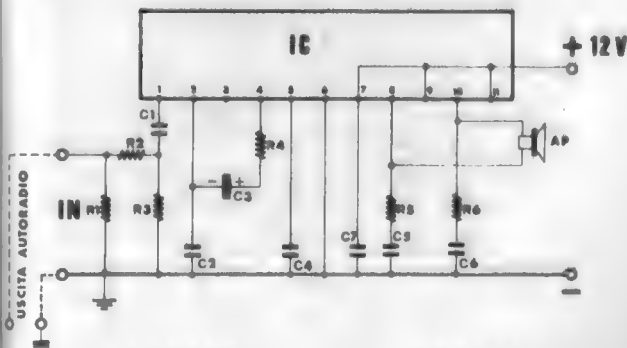 IC
+ 12 V
1 2 3 4 5 6 7 8 9 10 11
C1
R2
R4
AP
- +
C3
IN
R1
R3
R5
R6
C7
C5
C2
C4
C6
USCITA AUTORADIO
-